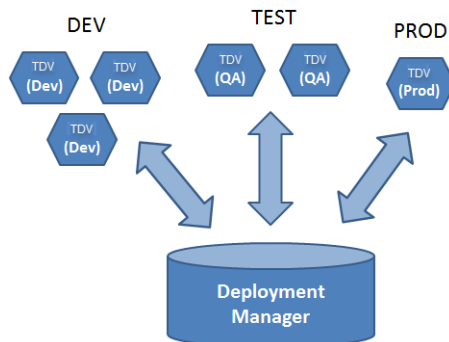 DEV
TEST
PROD
TDV
(Dev)
TDV
(Dev)
TDV
(Dev)
TDV
(QA)
TDV
(QA)
TDV
(Prod)
Deployment
Manager